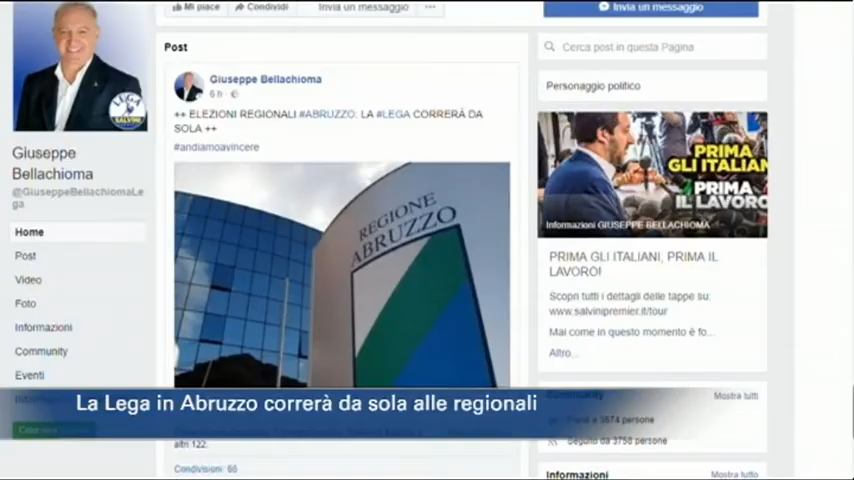 Mi piace
Condividi
Invia un messaggio
Invia un messaggio
LEGA
SALVINI
Giuseppe
Bellachioma
@GiuseppeBellachiomaLe
ga
Home
Post
Video
Foto
Informazioni
Community
Eventi
Post
Giuseppe Bellachioma
6 h
++ ELEZIONI REGIONALI #ABRUZZO: LA #LEGA CORRERÀ DA
SOLA ++
#andiamoavincere
REGIONE
ABRUZZO
altri 122.
Condivisioni: 66
Cerca post in questa Pagina
Personaggio politico
PRIMA
GLI ITALIANI
PRIMA
IL LAVORO
Informazioni GIUSEPPE BELLACHIOMA
PRIMA GLI ITALIANI, PRIMA IL
LAVORO!
Scopri tutti i dettagli delle tappe su:
www.salvinipremier.it/tour
Mai come in questo momento è fo...
Altro...
Community
Mostra tutti
Piace a 3674 persone
Seguito da 3758 persone
Informazioni
Mostra tutto
La Lega in Abruzzo correrà da sola alle regionali